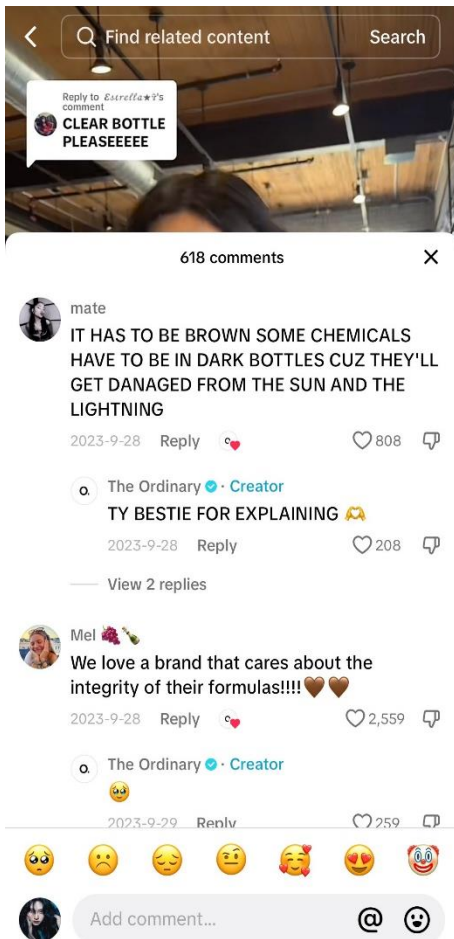 Find related content Search
Reply to Estrella★'s
comment
CLEAR BOTTLE
PLEASEEEEE
618 comments
mate
IT HAS TO BE BROWN SOME CHEMICALS
HAVE TO BE IN DARK BOTTLES CUZ THEY'LL
GET DANAGED FROM THE SUN AND THE
LIGHTNING
2023-9-28 Reply 808
O. The Ordinary · Creator
TY BESTIE FOR EXPLAINING 🫶
2023-9-28 Reply 208
View 2 replies
Mel 🍇🍾
We love a brand that cares about the
integrity of their formulas!!!!🤎🤎
2023-9-28 Reply 2,559
O. The Ordinary · Creator
🥹
2023-9-29 Reply 259
Add comment... @